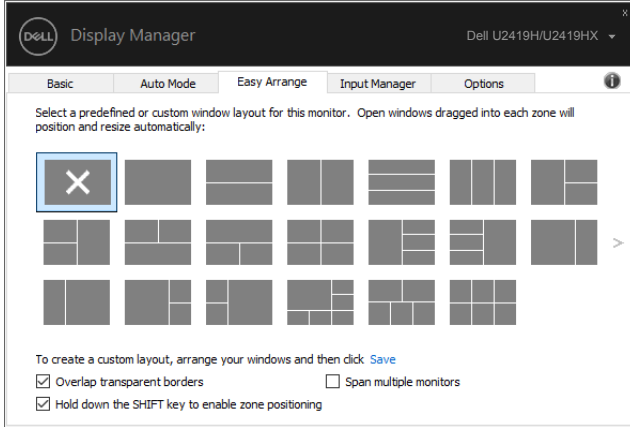 x
DELL Display Manager Dell U2419H/U2419HX
Basic Auto Mode Easy Arrange Input Manager Options
Select a predefined or custom window layout for this monitor. Open windows dragged into each zone will
position and resize automatically:
To create a custom layout, arrange your windows and then click Save
Overlap transparent borders Span multiple monitors
Hold down the SHIFT key to enable zone positioning